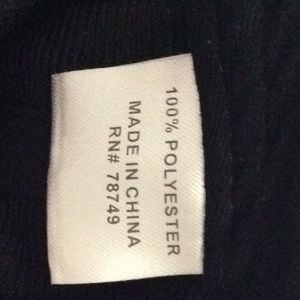 100% POLYESTER
MADE IN CHINA
RN# 78749